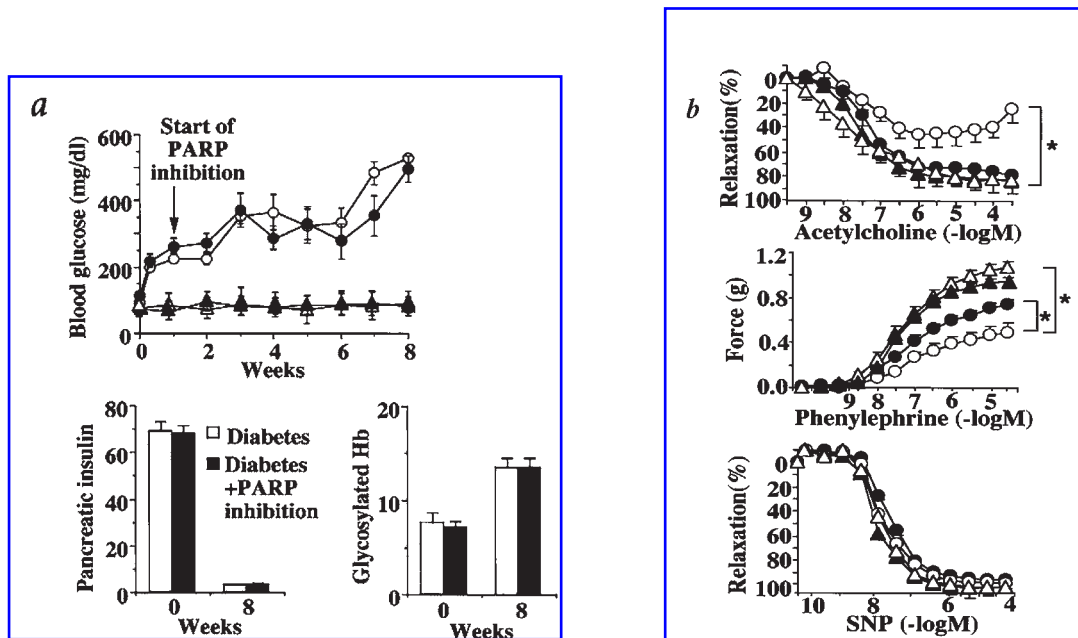 a
Start of
PARP
inhibition
Blood glucose (mg/dl)
600
400
200
0
0 2 4 6 8
Weeks
Pancreatic insulin
80
60
40
20
0
0 8
Weeks
Diabetes
Diabetes
+PARP
inhibition
Glycosylated Hb
20
10
0
0 8
Weeks
b
Relaxation(%)
0
20
40
60
80
100
9 8 7 6 5 4
Acetylcholine (-logM)
*
Force (g)
1.2
0.8
0.4
0.0
9 8 7 6 5
Phenylephrine (-logM)
*
*
Relaxation(%)
0
20
40
60
80
100
10 8 6 4
SNP (-logM)